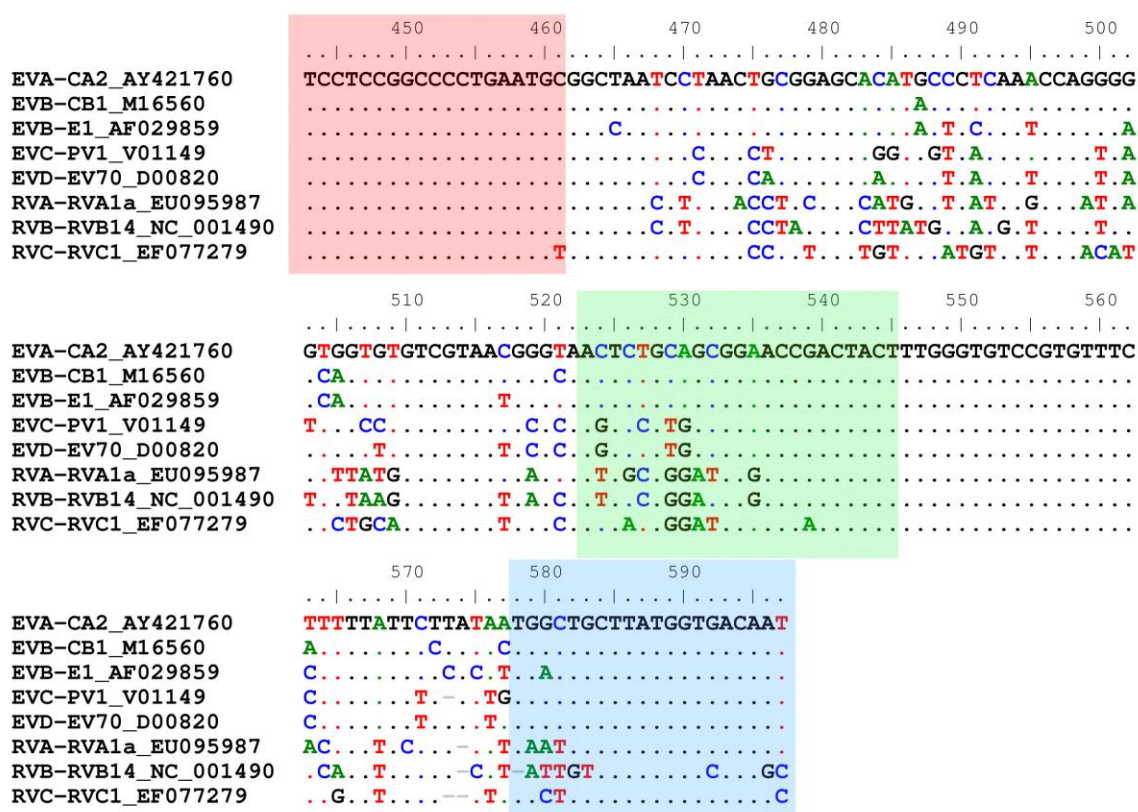 450 460 470 480 490 500
EVA-CA2_AY421760 TCCTCCGGCCCCTGAATGCGGCTAATCCTAACTGCGGAGCACATGCCCTCAAACCAGGGG
EVB-CB1_M16560 ............................................A...............
EVB-E1_AF029859 ......................C.....................A.T.C...T......A
EVC-PV1_V01149 ............................C...CT.......GG..GT.A........T.A
EVD-EV70_D00820 ............................C...CA.......A....T.A...T....T.A
RVA-RVA1a_EU095987 .........................C.T...ACCT.C...CATG..T.AT..G...AT.A
RVB-RVB14_NC_001490 .........................C.T....CCTA....CTTATG..A.G.T....T..
RVC-RVC1_EF077279 ..................T.............CC..T...TGT...ATGT..T...ACAT
510 520 530 540 550 560
EVA-CA2_AY421760 GTGGTGTGTCGTAACGGGTAACTCTGCAGCGGAACCGACTACTTTGGGTGTCCGTGTTTC
EVB-CB1_M16560 .CA...............C.........................................
EVB-E1_AF029859 .CA...........T.............................................
EVC-PV1_V01149 T...CC..........C.C..G..C.TG................................
EVD-EV70_D00820 .....T........T.C.C..G....TG................................
RVA-RVA1a_EU095987 ..TTATG.........A....T.GC.GGAT..G...........................
RVB-RVB14_NC_001490 T..TAAG.......T.A.C..T..C.GGA...G...........................
RVC-RVC1_EF077279 ..CTGCA.......T...C....A..GGAT......A.......................
570 580 590
EVA-CA2_AY421760 TTTTTATTCTTATAATGGCTGCTTATGGTGACAAT
EVB-CB1_M16560 A........C....C....................
EVB-E1_AF029859 C.........C.C.T..A.................
EVC-PV1_V01149 C.......T.-..TG....................
EVD-EV70_D00820 C.......T....T.....................
RVA-RVA1a_EU095987 AC...T.C...-..T.AAT................
RVB-RVB14_NC_001490 .CA..T.....-C.T-ATTGT........C...GC
RVC-RVC1_EF077279 ..G..T....--.T...CT...............C